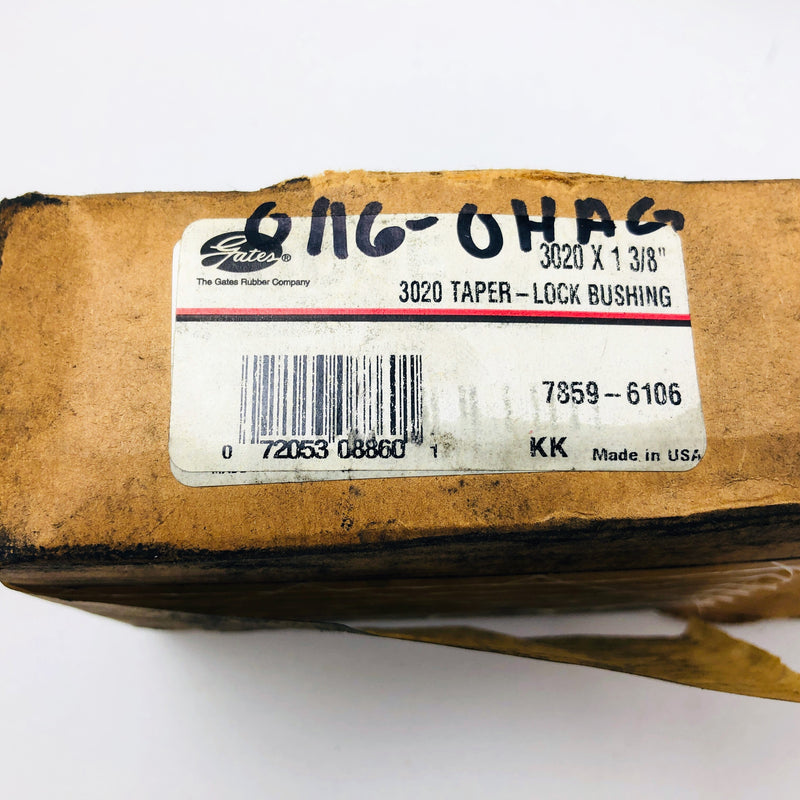 0116-0HAG
Gates®
The Gates Rubber Company
3020 X 1 3/8"
3020 TAPER-LOCK BUSHING
7859-6106
0 72053 08860 1
KK Made in USA